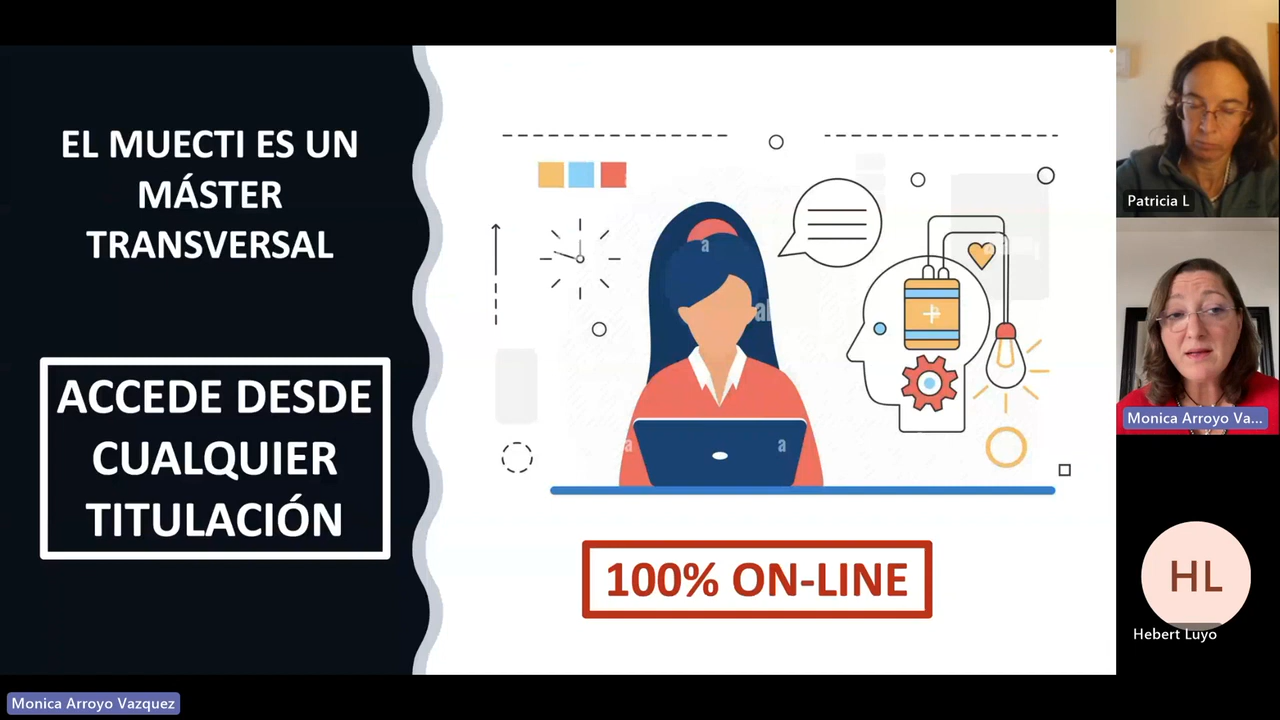 EL MUECTI ES UN
MÁSTER
TRANSVERSAL
ACCEDE DESDE
CUALQUIER
TITULACIÓN
100% ON-LINE
a
a
a
Patricia L
Monica Arroyo Va...
HL
Hebert Luyo
Monica Arroyo Vazquez